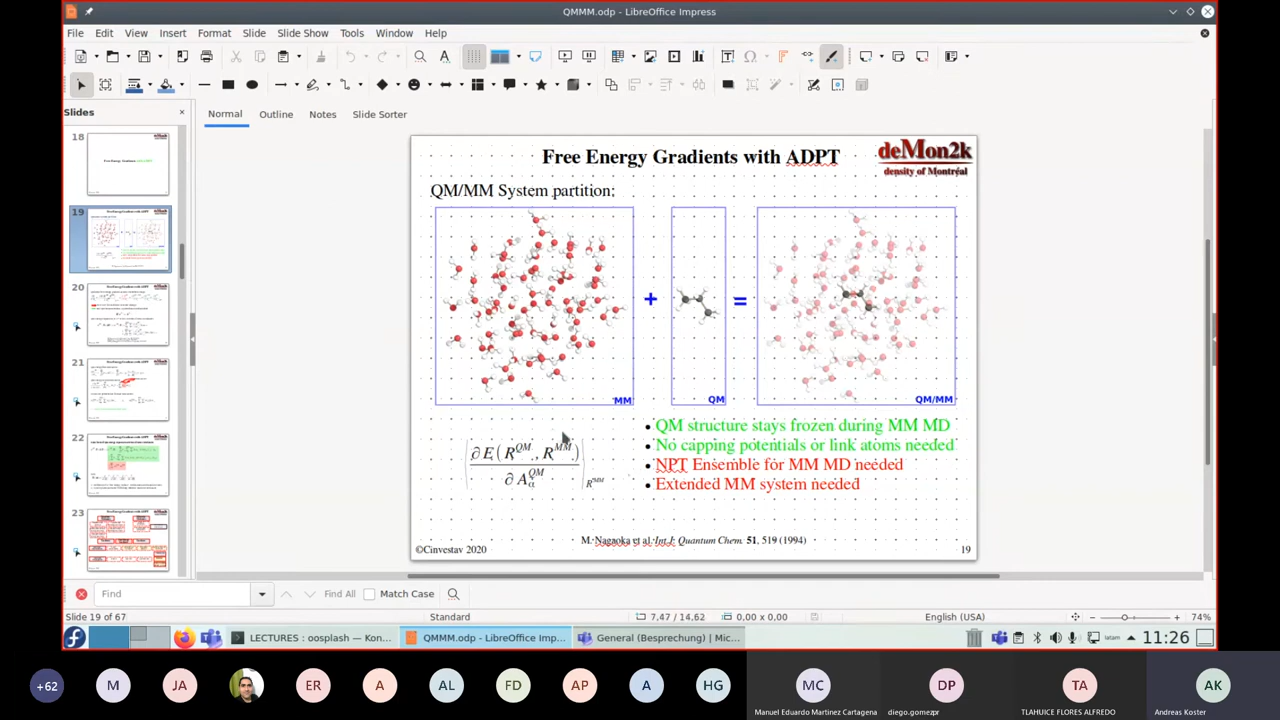 QMMM.odp - LibreOffice Impress
File Edit View Insert Format Slide Slide Show Tools Window Help
Slides
Normal Outline Notes Slide Sorter
18
19
20
21
22
23
Free Energy Gradients with ADPT
deMon2k
density of Montréal
QM/MM System partition:
MM
+
QM
=
QM/MM
∂ E ( R^QM , R^MM )
∂ A_α^QM
R^MM
• QM structure stays frozen during MM MD
• No capping potentials or link atoms needed
• NPT Ensemble for MM MD needed
• Extended MM system needed
M. Nagaoka et al. Int. J. Quantum Chem. 51, 519 (1994)
©Cinvestav 2020
19
Find
Find All
Match Case
Slide 19 of 67
Standard
7.47 / 14.62
0,00 x 0,00
English (USA)
74%
LECTURES : oosplash — Kon...
QMMM.odp - LibreOffice Imp...
General (Besprechung) | Mic...
latam
11:26
+62
M
JA
ER
A
AL
FD
AP
A
HG
MC
DP
TA
AK
Manuel Eduardo Martinez Cartagena
diego.gomezpr
TLAHUICE FLORES ALFREDO
Andreas Koster